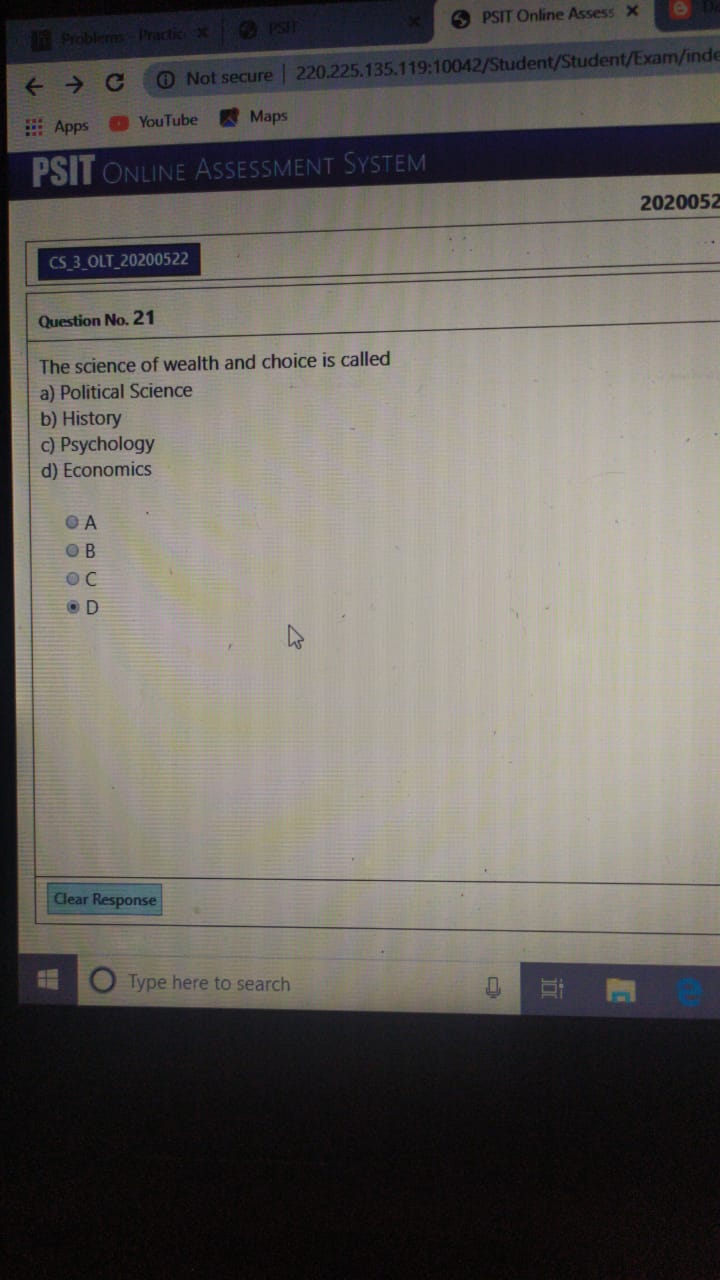 Problems - Practic
PSIT
PSIT Online Assess
Not secure | 220.225.135.119:10042/Student/Student/Exam/inde
Apps YouTube Maps
PSIT ONLINE ASSESSMENT SYSTEM
2020052
CS_3_OLT_20200522
Question No. 21
The science of wealth and choice is called
a) Political Science
b) History
c) Psychology
d) Economics
A
B
C
D
Clear Response
Type here to search